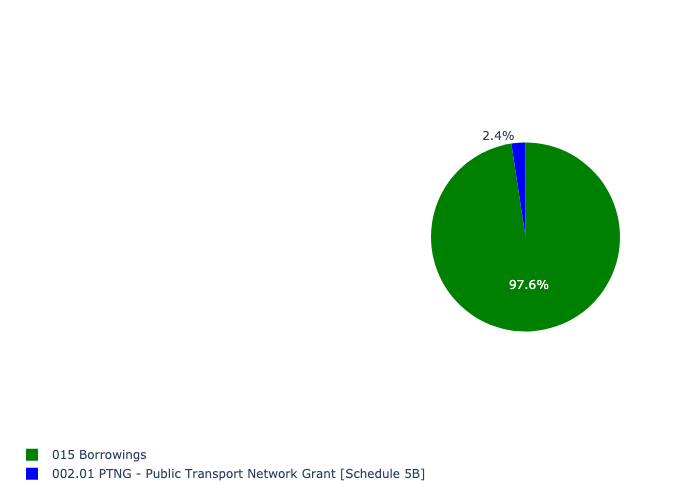 2.4%
97.6%
015 Borrowings
002.01 PTNG - Public Transport Network Grant [Schedule 5B]